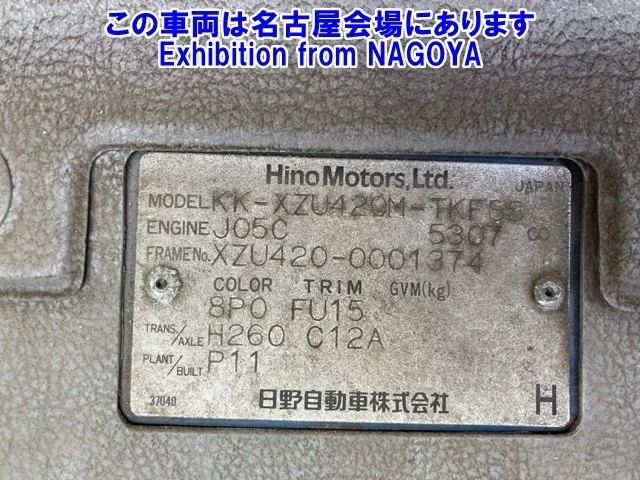 この車両は名古屋会場にあります
Exhibition from NAGOYA
Hino Motors, Ltd. JAPAN
MODEL KK-XZU420M-TKFSS
ENGINE J05C 5307 CC
FRAME No. XZU420-0001374
COLOR TRIM GVM(kg)
8P0 FU15
TRANS./AXLE H260 C12A
PLANT/BUILT P11
37040 日野自動車株式会社 H